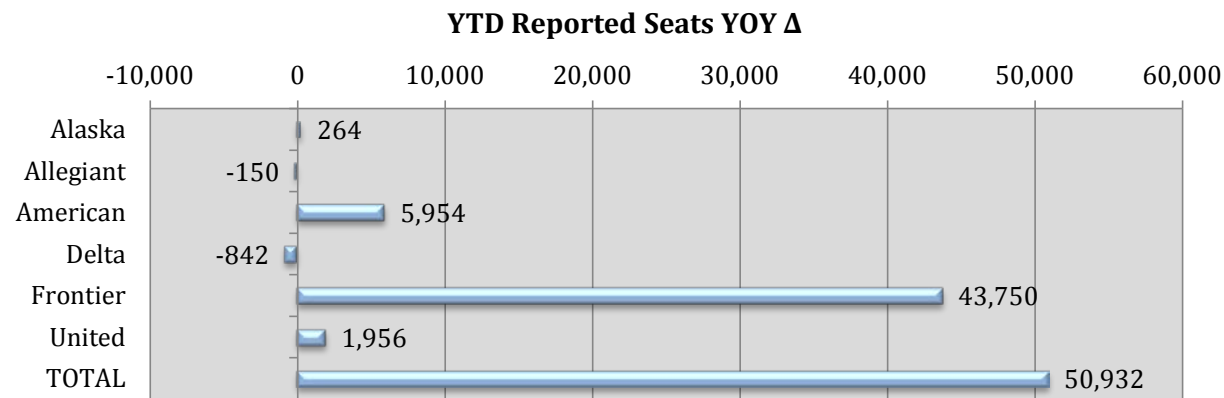 YTD Reported Seats YOY Δ
-10,000 0 10,000 20,000 30,000 40,000 50,000 60,000
Alaska 264
Allegiant -150
American 5,954
Delta -842
Frontier 43,750
United 1,956
TOTAL 50,932